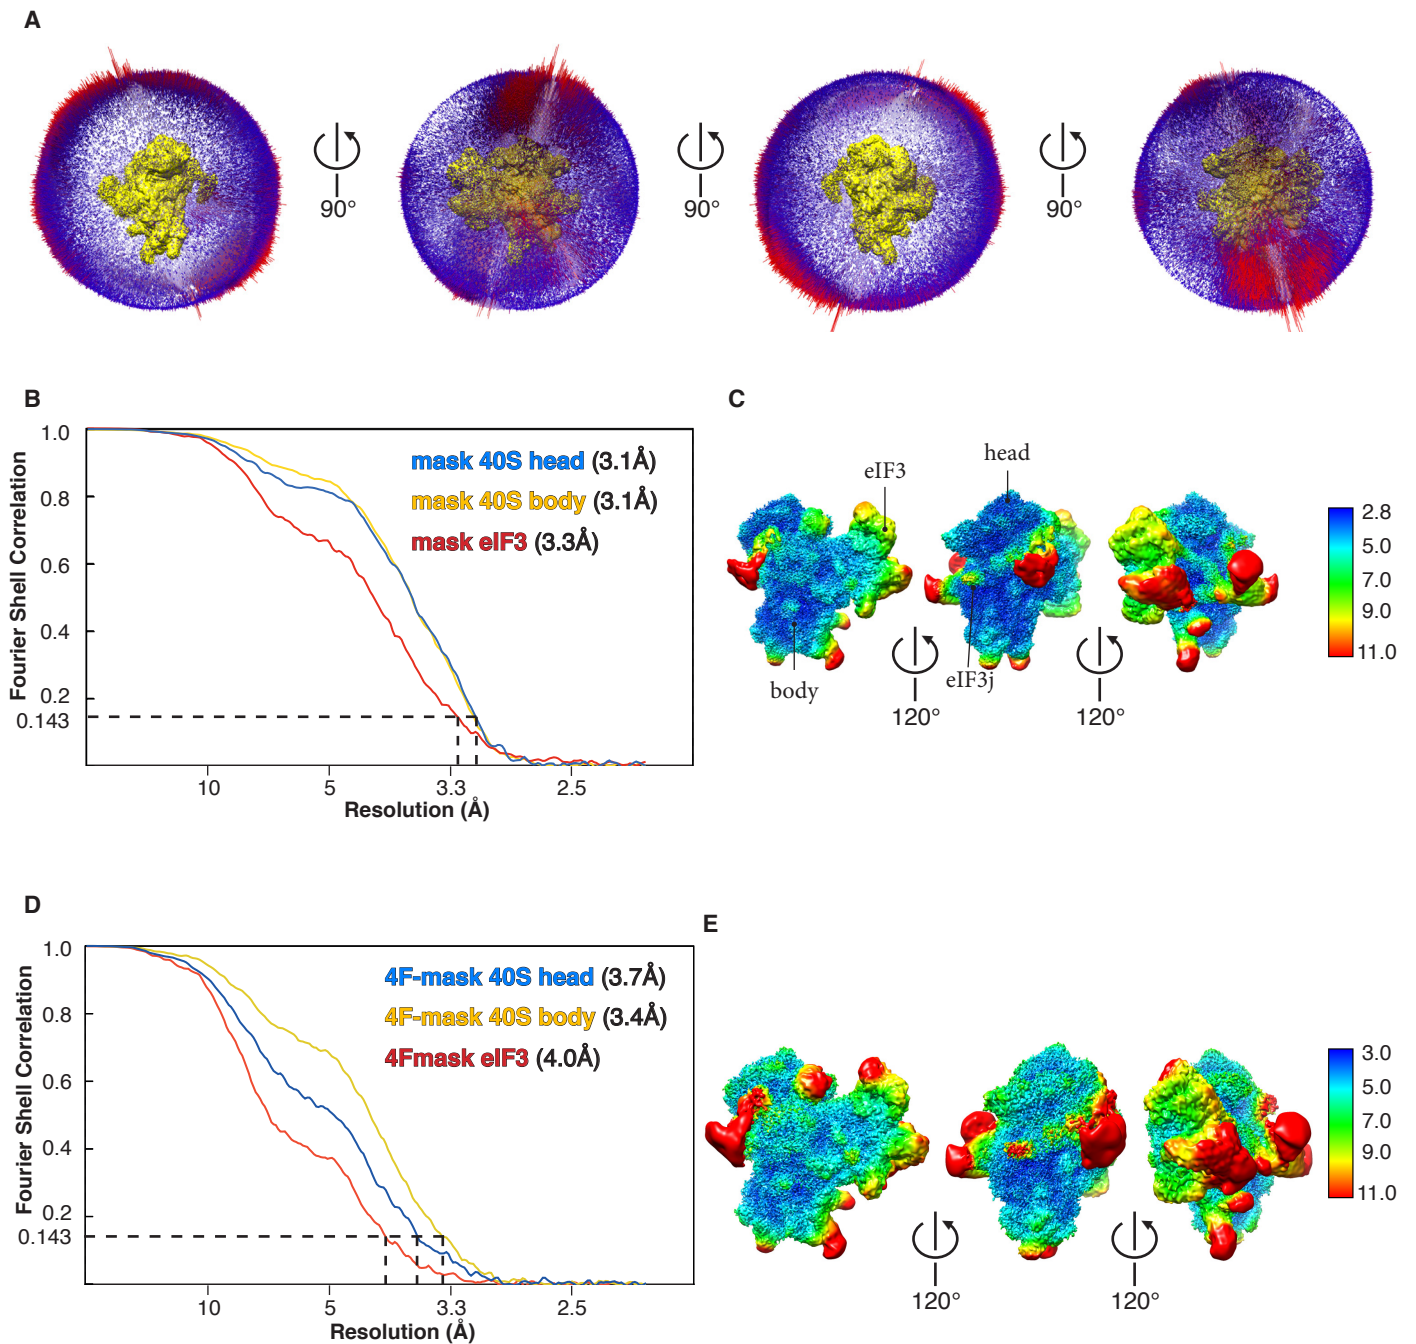 A
90°
90°
90°
B
1.0
0.8
0.6
0.4
0.2
0.143
Fourier Shell Correlation
mask 40S head (3.1Å)
mask 40S body (3.1Å)
mask eIF3 (3.3Å)
10
5
3.3
2.5
Resolution (Å)
C
eIF3
head
body
eIF3j
120°
120°
2.8
5.0
7.0
9.0
11.0
D
1.0
0.8
0.6
0.4
0.2
0.143
Fourier Shell Correlation
4F-mask 40S head (3.7Å)
4F-mask 40S body (3.4Å)
4Fmask eIF3 (4.0Å)
10
5
3.3
2.5
Resolution (Å)
E
120°
120°
3.0
5.0
7.0
9.0
11.0